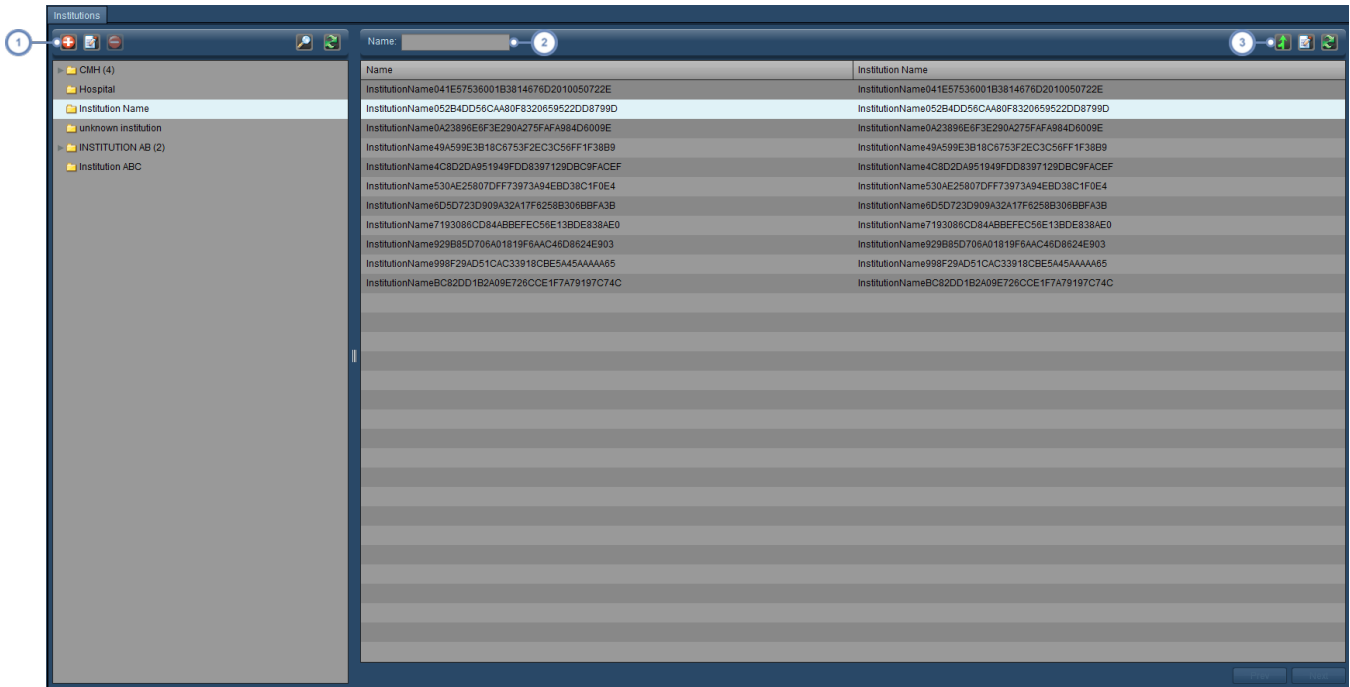 Institutions
1
Name:
2
3
CMH (4)
Hospital
Institution Name
unknown institution
INSTITUTION AB (2)
Institution ABC
Name Institution Name
InstitutionName041E57536001B3814676D2010050722E InstitutionName041E57536001B3814676D2010050722E
InstitutionName052B4DD56CAA80F8320659522DD8799D InstitutionName052B4DD56CAA80F8320659522DD8799D
InstitutionName0A23896E6F3E290A275FAFA984D6009E InstitutionName0A23896E6F3E290A275FAFA984D6009E
InstitutionName49A599E3B18C6753F2EC3C56FF1F38B9 InstitutionName49A599E3B18C6753F2EC3C56FF1F38B9
InstitutionName4C8D2DA951949FDD8397129DBC9FACEF InstitutionName4C8D2DA951949FDD8397129DBC9FACEF
InstitutionName530AE25807DFF73973A94EBD38C1F0E4 InstitutionName530AE25807DFF73973A94EBD38C1F0E4
InstitutionName6D5D723D909A32A17F6258B306BBFA3B InstitutionName6D5D723D909A32A17F6258B306BBFA3B
InstitutionName7193086CD84ABBEFEC56E13BDE838AE0 InstitutionName7193086CD84ABBEFEC56E13BDE838AE0
InstitutionName929B85D706A01819F6AAC46D8624E903 InstitutionName929B85D706A01819F6AAC46D8624E903
InstitutionName998F29AD51CAC33918CBE5A45AAAAA65 InstitutionName998F29AD51CAC33918CBE5A45AAAAA65
InstitutionNameBC82DD1B2A09E726CCE1F7A79197C74C InstitutionNameBC82DD1B2A09E726CCE1F7A79197C74C